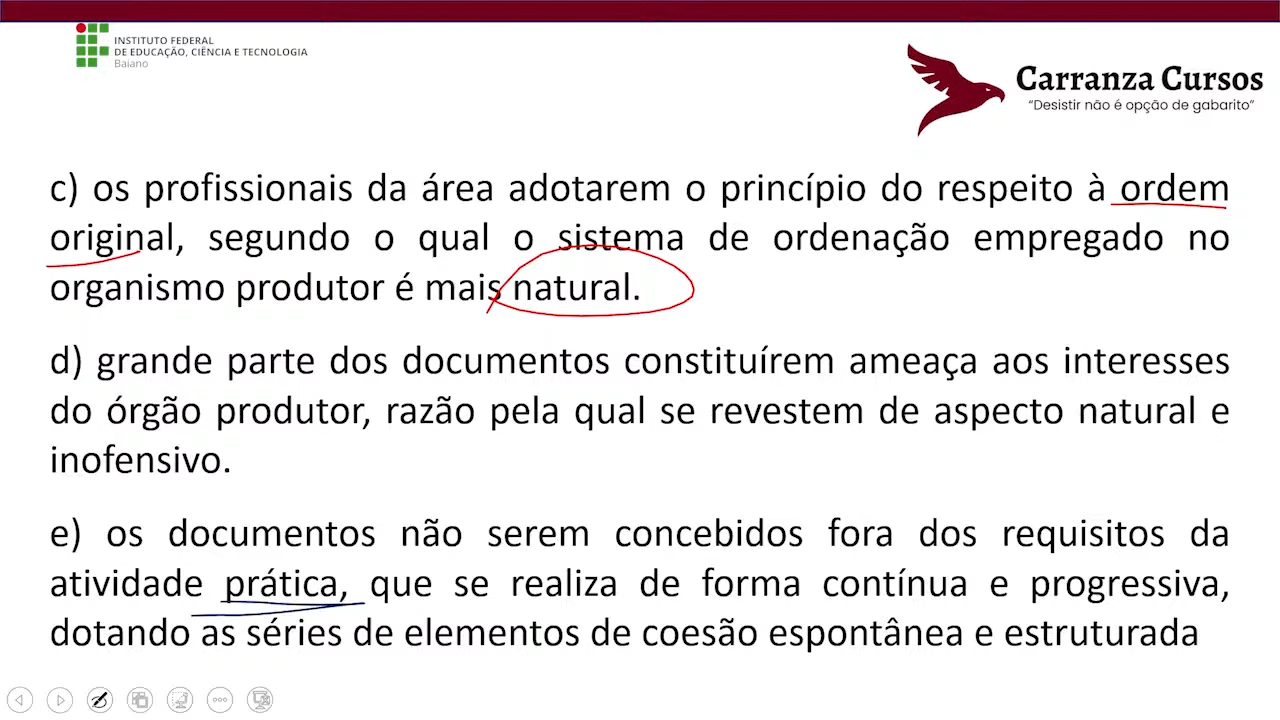 INSTITUTO FEDERAL
DE EDUCAÇÃO, CIÊNCIA E TECNOLOGIA
Baiano
Carranza Cursos
“Desistir não é opção de gabarito”
c) os profissionais da área adotarem o princípio do respeito à ordem
original, segundo o qual o sistema de ordenação empregado no
organismo produtor é mais natural.
d) grande parte dos documentos constituírem ameaça aos interesses
do órgão produtor, razão pela qual se revestem de aspecto natural e
inofensivo.
e) os documentos não serem concebidos fora dos requisitos da
atividade prática, que se realiza de forma contínua e progressiva,
dotando as séries de elementos de coesão espontânea e estruturada